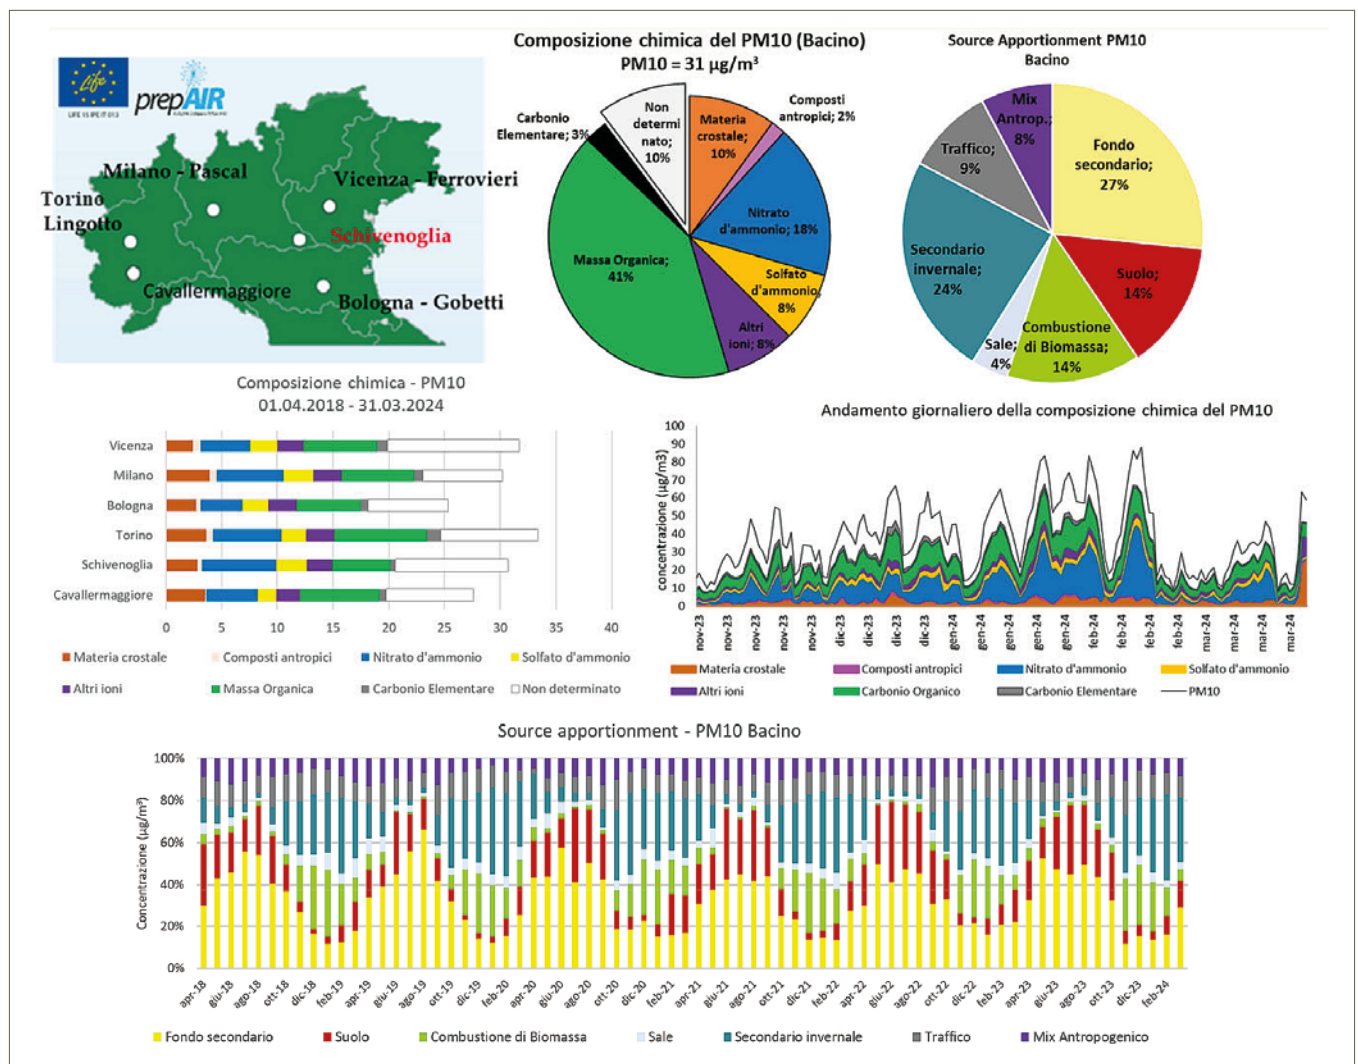 Life
LIFE 15 IPE IT 013
prepAIR
Milano - Pascal
Vicenza - Ferrovieri
Torino
Lingotto
Schivenoglia
Cavallermaggiore
Bologna - Gobetti
Composizione chimica del PM10 (Bacino)
PM10 = 31 µg/m³
Non
determi
nato;
10%
Materia
crostale;
10%
Composti
antropici; 2%
Carbonio
Elementare; 3%
Nitrato
d'ammonio; 18%
Massa Organica;
41%
Solfato
d'ammonio;
8%
Altri
ioni; 8%
Source Apportionment PM10
Bacino
Mix
Antrop.;
8%
Fondo
secondario;
27%
Traffico;
9%
Secondario
invernale;
24%
Suolo;
14%
Combustione
di Biomassa;
14%
Sale;
4%
Composizione chimica - PM10
01.04.2018 - 31.03.2024
Vicenza
Milano
Bologna
Torino
Schivenoglia
Cavallermaggiore
0 5 10 15 20 25 30 35 40
Materia crostale Composti antropici Nitrato d'ammonio Solfato d'ammonio
Altri ioni Massa Organica Carbonio Elementare Non determinato
Andamento giornaliero della composizione chimica del PM10
concentrazione (µg/m3)
100
90
80
70
60
50
40
30
20
10
0
nov-23 nov-23 nov-23 nov-23 nov-23 dic-23 dic-23 dic-23 dic-23 gen-24 gen-24 gen-24 gen-24 gen-24 feb-24 feb-24 feb-24 feb-24 mar-24 mar-24 mar-24 mar-24
Materia crostale Composti antropici Nitrato d'ammonio Solfato d'ammonio
Altri ioni Carbonio Organico Carbonio Elementare PM10
Source apportionment - PM10 Bacino
Concentrazione (µg/m³)
100%
80%
60%
40%
20%
0%
apr-18 giu-18 ago-18 ott-18 dic-18 feb-19 apr-19 giu-19 ago-19 ott-19 dic-19 feb-20 apr-20 giu-20 ago-20 ott-20 dic-20 feb-21 apr-21 giu-21 ago-21 ott-21 dic-21 feb-22 apr-22 giu-22 ago-22 ott-22 dic-22 feb-23 apr-23 giu-23 ago-23 ott-23 dic-23 feb-24
Fondo secondario Suolo Combustione di Biomassa Sale Secondario invernale Traffico Mix Antropogenico